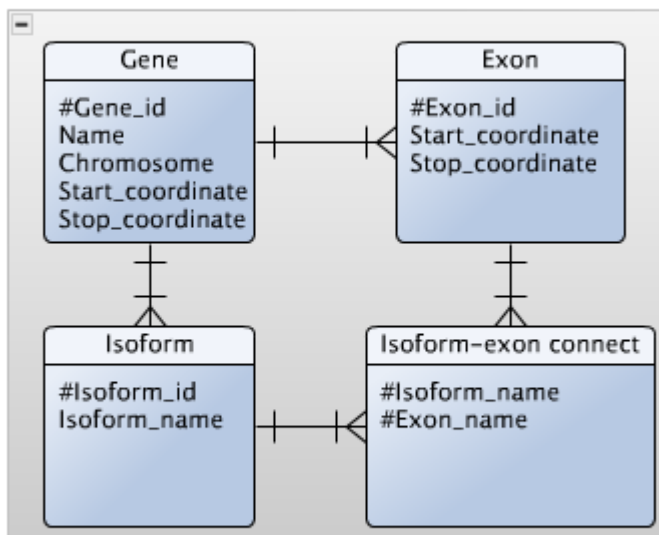 Gene
#Gene_id
Name
Chromosome
Start_coordinate
Stop_coordinate
Exon
#Exon_id
Start_coordinate
Stop_coordinate
Isoform
#Isoform_id
Isoform_name
Isoform-exon connect
#Isoform_name
#Exon_name